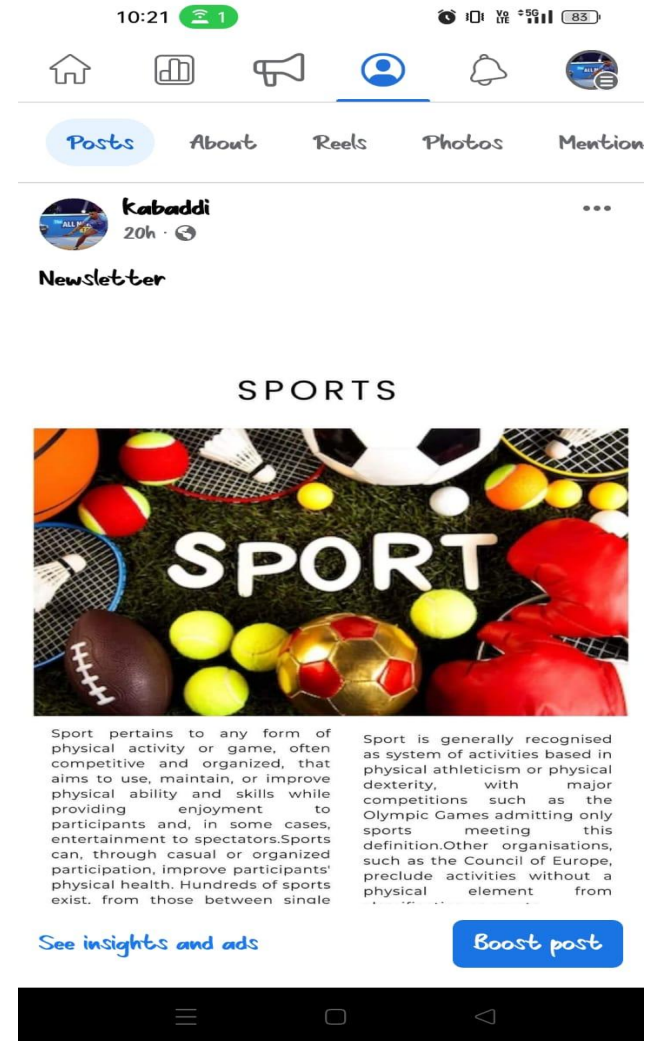 10:21 1 Vo LTE 5G 83
Posts About Reels Photos Mention
kabaddi
20h ·
Newsletter
SPORTS
SPORT
Sport pertains to any form of
physical activity or game, often
competitive and organized, that
aims to use, maintain, or improve
physical ability and skills while
providing enjoyment to
participants and, in some cases,
entertainment to spectators.Sports
can, through casual or organized
participation, improve participants'
physical health. Hundreds of sports
exist, from those between single
Sport is generally recognised
as system of activities based in
physical athleticism or physical
dexterity, with major
competitions such as the
Olympic Games admitting only
sports meeting this
definition.Other organisations,
such as the Council of Europe,
preclude activities without a
physical element from
See insights and ads
Boost post